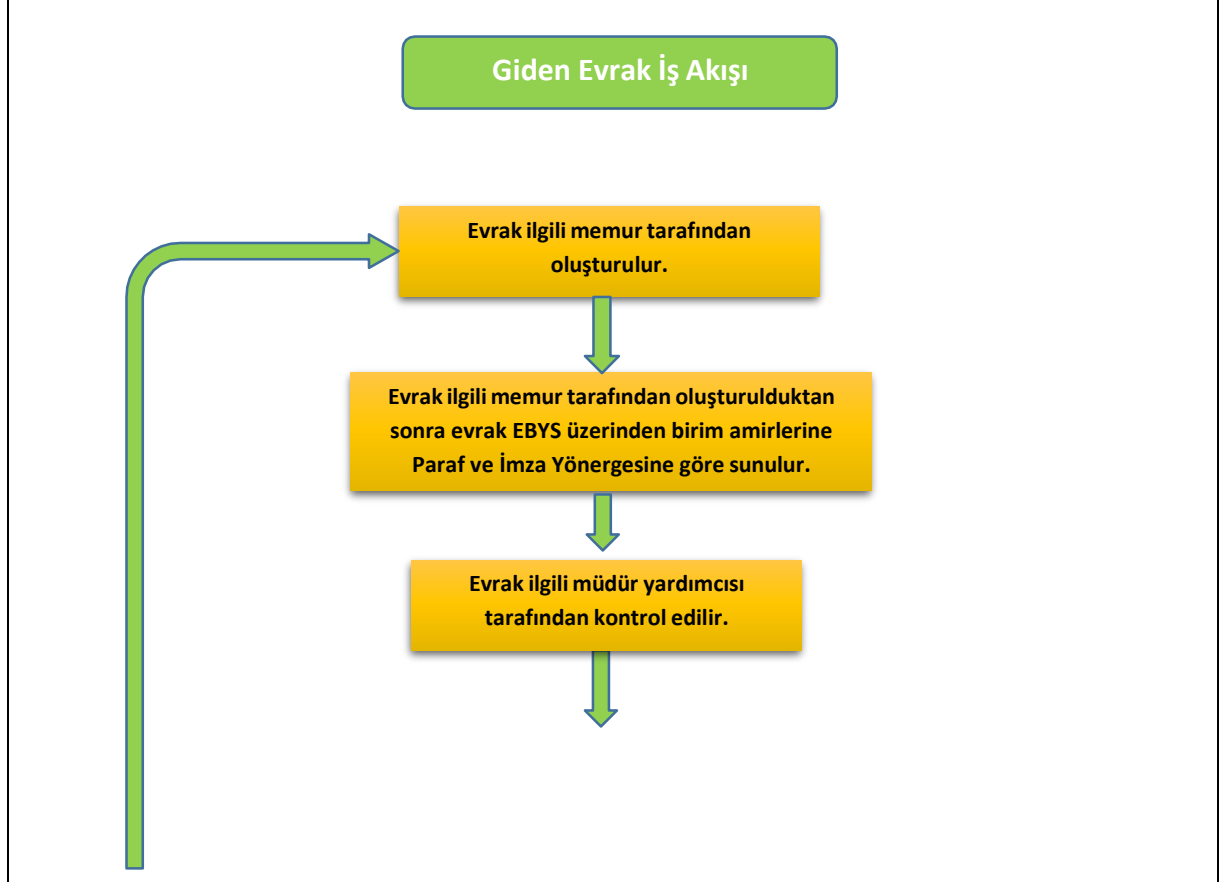 Giden Evrak İş Akışı
Evrak ilgili memur tarafından
oluşturulur.
Evrak ilgili memur tarafından oluşturulduktan
sonra evrak EBYS üzerinden birim amirlerine
Paraf ve İmza Yönergesine göre sunulur.
Evrak ilgili müdür yardımcısı
tarafından kontrol edilir.